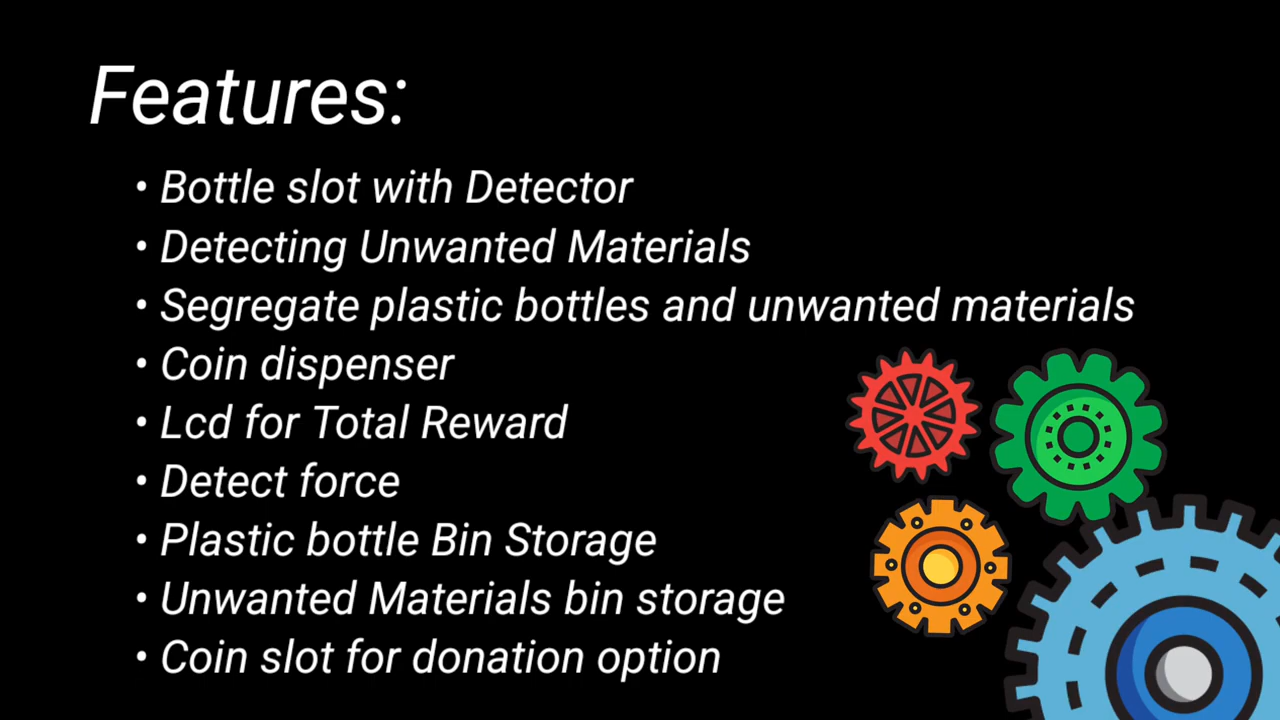 Features:
• Bottle slot with Detector
• Detecting Unwanted Materials
• Segregate plastic bottles and unwanted materials
• Coin dispenser
• Lcd for Total Reward
• Detect force
• Plastic bottle Bin Storage
• Unwanted Materials bin storage
• Coin slot for donation option